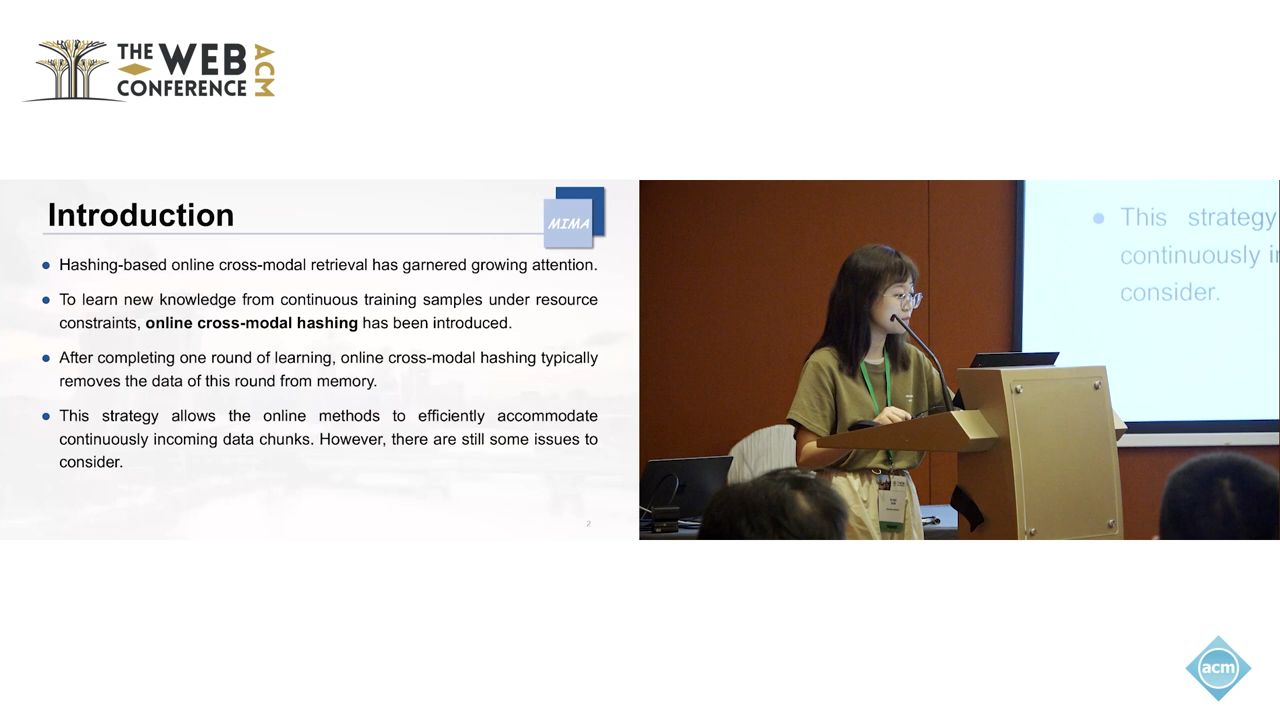 THE WEB
CONFERENCE
ACM
Introduction
MIMA
Hashing-based online cross-modal retrieval has garnered growing attention.
To learn new knowledge from continuous training samples under resource
constraints, online cross-modal hashing has been introduced.
After completing one round of learning, online cross-modal hashing typically
removes the data of this round from memory.
This strategy allows the online methods to efficiently accommodate
continuously incoming data chunks. However, there are still some issues to
consider.
2
This strategy
continuously in
consider.
acm